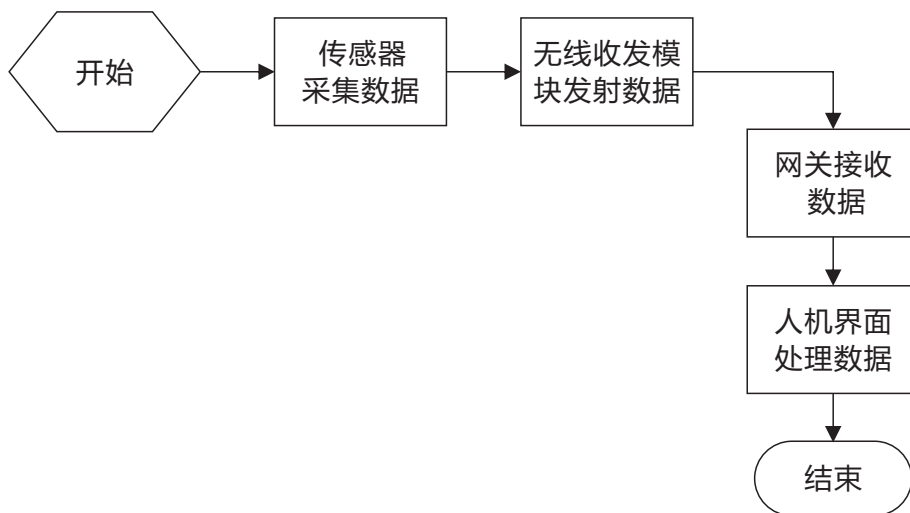 开始
传感器
采集数据
无线收发模
块发射数据
网关接收
数据
人机界面
处理数据
结束